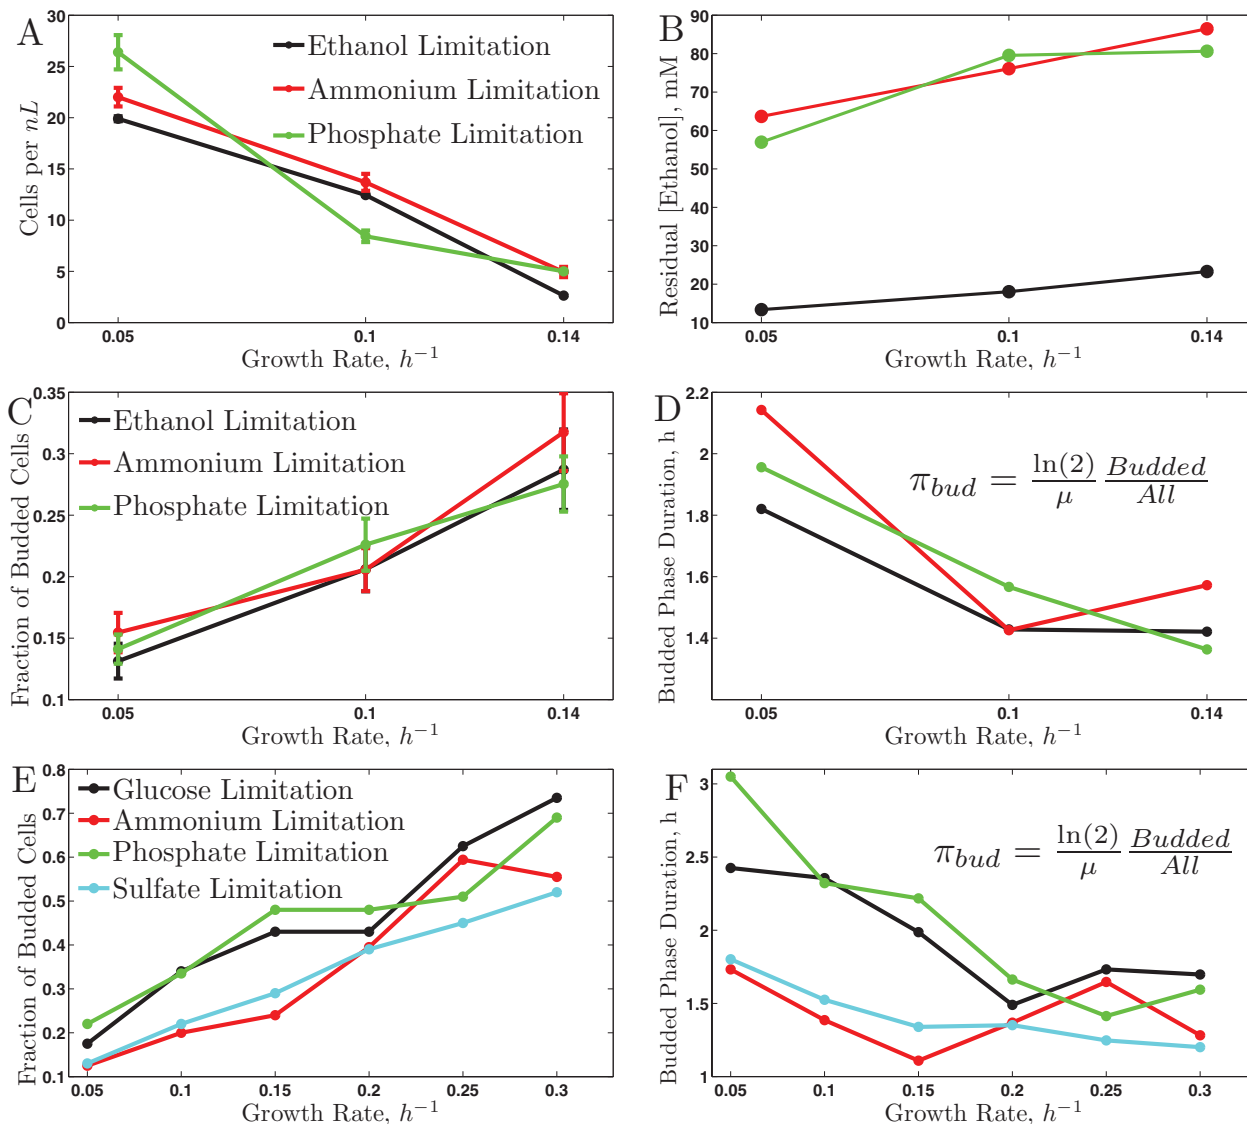 A
Cells per nL
30
25
20
15
10
5
0
Ethanol Limitation
Ammonium Limitation
Phosphate Limitation
0.05 0.1 0.14
Growth Rate, h⁻¹
B
Residual [Ethanol], mM
90
80
70
60
50
40
30
20
10
0.05 0.1 0.14
Growth Rate, h⁻¹
C
Fraction of Budded Cells
0.35
0.3
0.25
0.2
0.15
0.1
Ethanol Limitation
Ammonium Limitation
Phosphate Limitation
0.05 0.1 0.14
Growth Rate, h⁻¹
D
Budded Phase Duration, h
2.2
2
1.8
1.6
1.4
π_bud = ln(2)/μ Budded/All
0.05 0.1 0.14
Growth Rate, h⁻¹
E
Fraction of Budded Cells
0.8
0.7
0.6
0.5
0.4
0.3
0.2
0.1
Glucose Limitation
Ammonium Limitation
Phosphate Limitation
Sulfate Limitation
0.05 0.1 0.15 0.2 0.25 0.3
Growth Rate, h⁻¹
F
Budded Phase Duration, h
3
2.5
2
1.5
1
π_bud = ln(2)/μ Budded/All
0.05 0.1 0.15 0.2 0.25 0.3
Growth Rate, h⁻¹